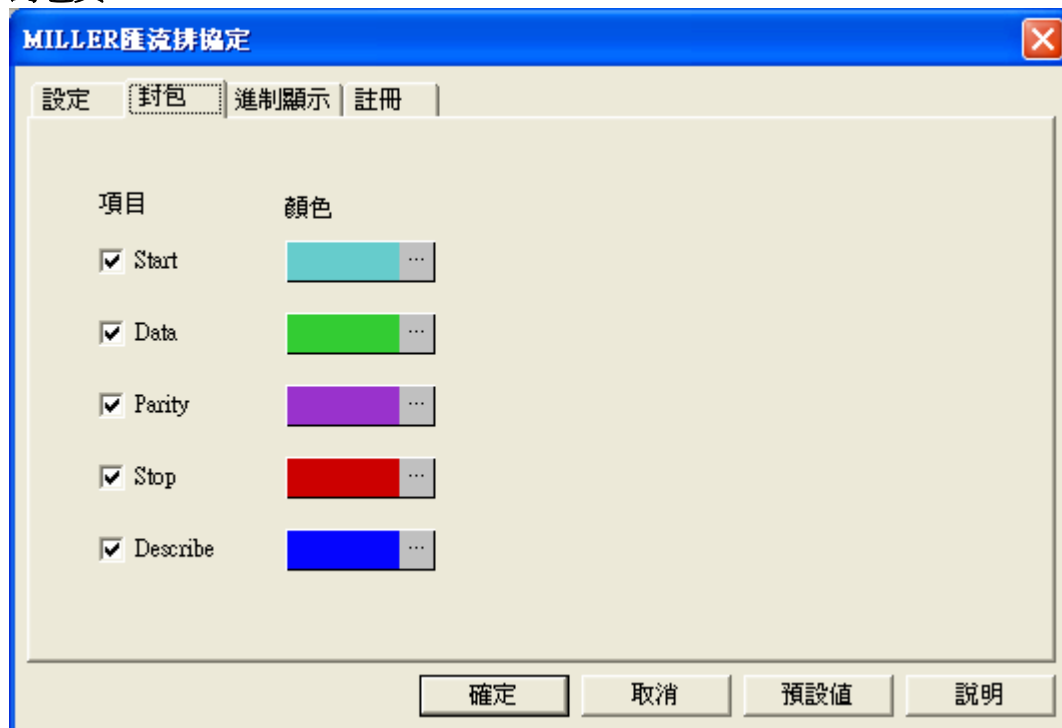 MILLER匯流排協定
設定 封包 進制顯示 註冊
項目 顏色
Start ...
Data ...
Parity ...
Stop ...
Describe ...
確定 取消 預設值 說明